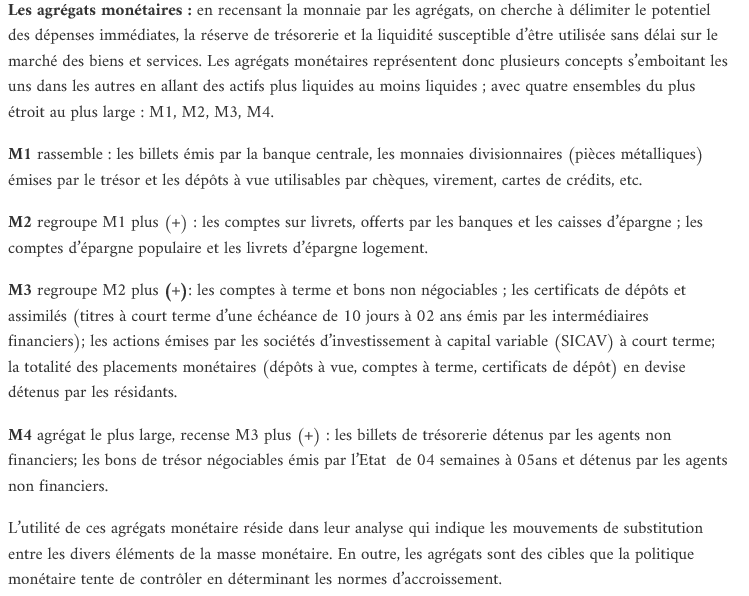 Les agrégats monétaires : en recensant la monnaie par les agrégats, on cherche à délimiter le potentiel
des dépenses immédiates, la réserve de trésorerie et la liquidité susceptible d’être utilisée sans délai sur le
marché des biens et services. Les agrégats monétaires représentent donc plusieurs concepts s’emboitant les
uns dans les autres en allant des actifs plus liquides au moins liquides ; avec quatre ensembles du plus
étroit au plus large : M1, M2, M3, M4.
M1 rassemble : les billets émis par la banque centrale, les monnaies divisionnaires (pièces métalliques)
émises par le trésor et les dépôts à vue utilisables par chèques, virement, cartes de crédits, etc.
M2 regroupe M1 plus (+) : les comptes sur livrets, offerts par les banques et les caisses d’épargne ; les
comptes d’épargne populaire et les livrets d’épargne logement.
M3 regroupe M2 plus (+): les comptes à terme et bons non négociables ; les certificats de dépôts et
assimilés (titres à court terme d’une échéance de 10 jours à 02 ans émis par les intermédiaires
financiers); les actions émises par les sociétés d’investissement à capital variable (SICAV) à court terme;
la totalité des placements monétaires (dépôts à vue, comptes à terme, certificats de dépôt) en devise
détenus par les résidants.
M4 agrégat le plus large, recense M3 plus (+) : les billets de trésorerie détenus par les agents non
financiers; les bons de trésor négociables émis par l’Etat de 04 semaines à 05ans et détenus par les agents
non financiers.
L’utilité de ces agrégats monétaire réside dans leur analyse qui indique les mouvements de substitution
entre les divers éléments de la masse monétaire. En outre, les agrégats sont des cibles que la politique
monétaire tente de contrôler en déterminant les normes d’accroissement.